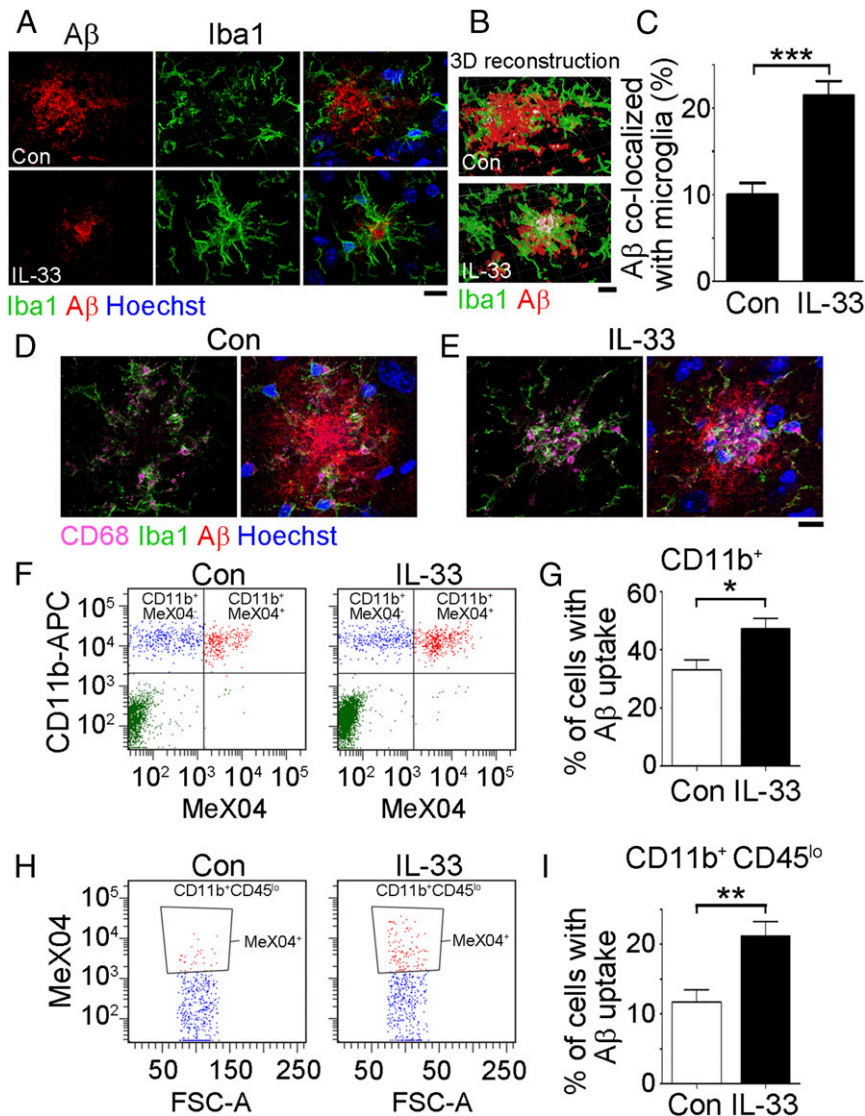 A
Aβ
Iba1
Con
IL-33
Iba1 Aβ Hoechst
B
3D reconstruction
Con
IL-33
Iba1 Aβ
C
***
Aβ co-localized
with microglia (%)
20
10
0
Con IL-33
D
Con
CD68 Iba1 Aβ Hoechst
E
IL-33
F
Con
IL-33
CD11b⁺
MeX04⁻
CD11b⁺
MeX04⁺
CD11b⁺
MeX04⁻
CD11b⁺
MeX04⁺
CD11b-APC
10⁵
10⁴
10³
10²
10² 10³ 10⁴ 10⁵
MeX04
10² 10³ 10⁴ 10⁵
MeX04
G
CD11b⁺
*
% of cells with
Aβ uptake
60
40
20
0
Con IL-33
H
Con
IL-33
CD11b⁺CD45ˡᵒ
CD11b⁺CD45ˡᵒ
MeX04⁺
MeX04⁺
MeX04
10⁵
10⁴
10³
10²
50 150 250
FSC-A
50 50 250
FSC-A
I
CD11b⁺ CD45ˡᵒ
**
% of cells with
Aβ uptake
20
10
0
Con IL-33